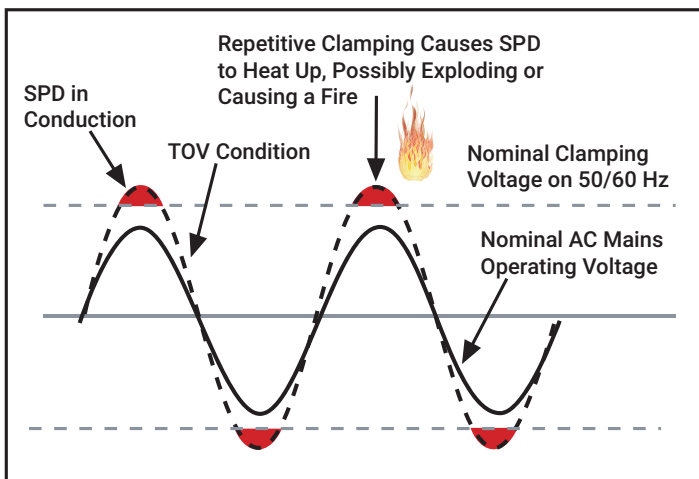 Repetitive Clamping Causes SPD
to Heat Up, Possibly Exploding or
Causing a Fire
SPD in
Conduction
TOV Condition
Nominal Clamping
Voltage on 50/60 Hz
Nominal AC Mains
Operating Voltage